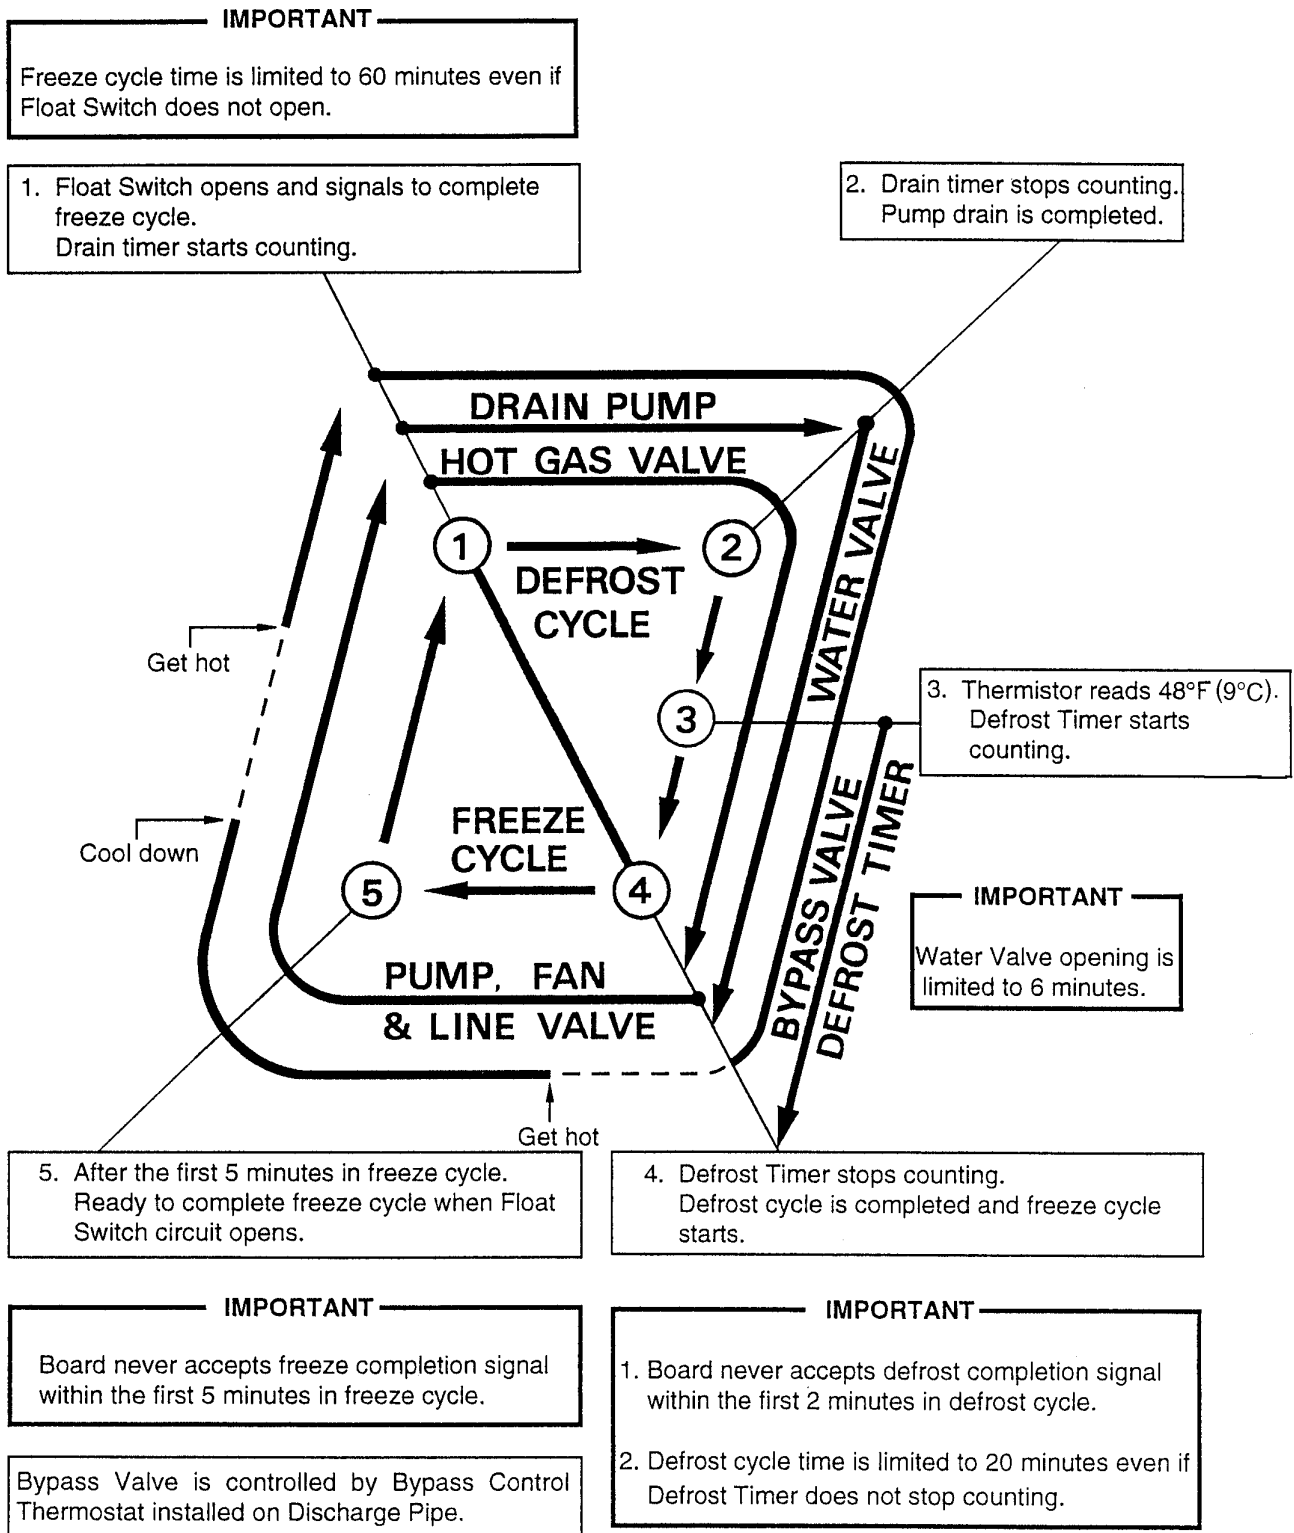 IMPORTANT
Freeze cycle time is limited to 60 minutes even if
Float Switch does not open.
1. Float Switch opens and signals to complete
freeze cycle.
Drain timer starts counting.
2. Drain timer stops counting.
Pump drain is completed.
DRAIN PUMP
HOT GAS VALVE
1
2
DEFROST
CYCLE
WATER VALVE
Get hot
3
3. Thermistor reads 48°F (9°C).
Defrost Timer starts
counting.
BYPASS VALVE
DEFROST TIMER
Cool down
FREEZE
CYCLE
5
4
IMPORTANT
Water Valve opening is
limited to 6 minutes.
PUMP, FAN
& LINE VALVE
Get hot
5. After the first 5 minutes in freeze cycle.
Ready to complete freeze cycle when Float
Switch circuit opens.
4. Defrost Timer stops counting.
Defrost cycle is completed and freeze cycle
starts.
IMPORTANT
Board never accepts freeze completion signal
within the first 5 minutes in freeze cycle.
IMPORTANT
1. Board never accepts defrost completion signal
within the first 2 minutes in defrost cycle.
2. Defrost cycle time is limited to 20 minutes even if
Defrost Timer does not stop counting.
Bypass Valve is controlled by Bypass Control
Thermostat installed on Discharge Pipe.